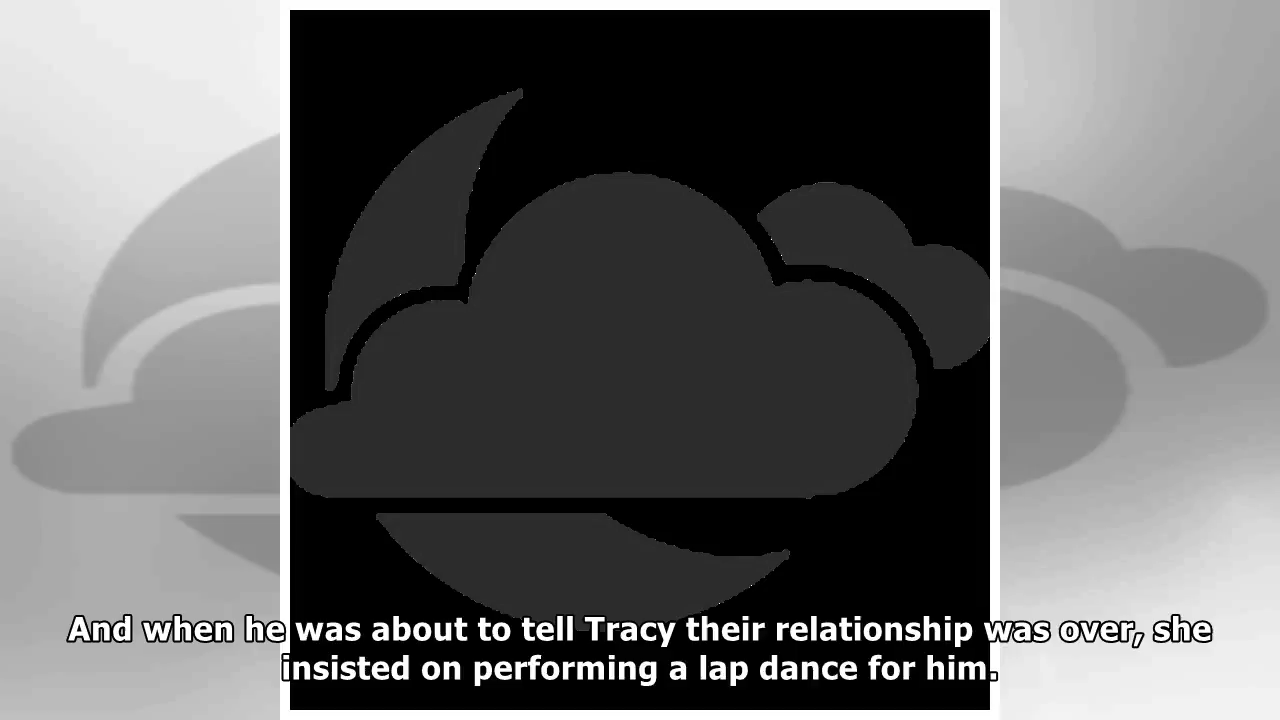 And when he was about to tell Tracy their relationship was over, she
insisted on performing a lap dance for him.